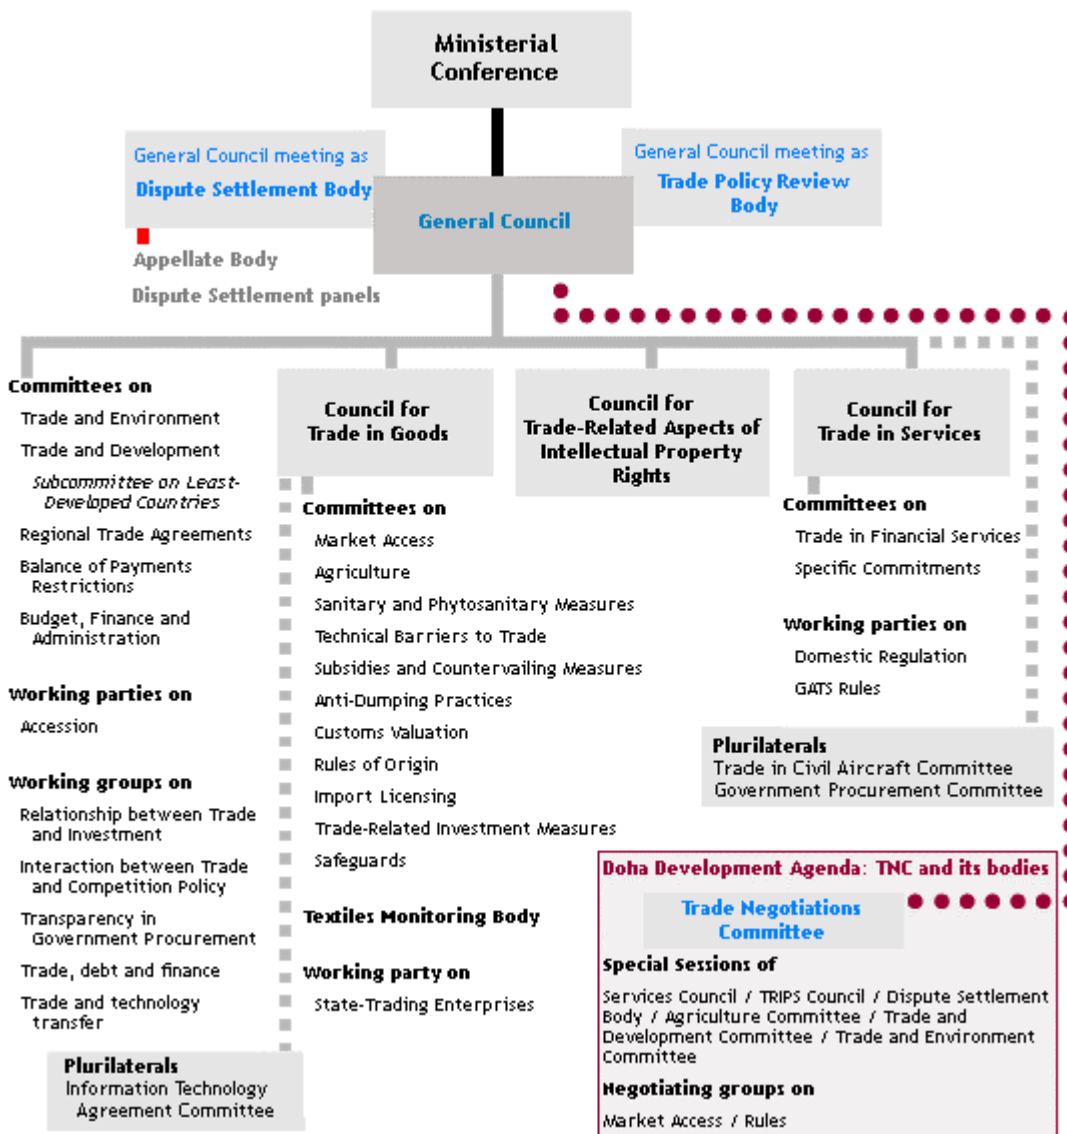 Ministerial
Conference
General Council meeting as
Dispute Settlement Body
General Council meeting as
Trade Policy Review
Body
General Council
Appellate Body
Dispute Settlement panels
Committees on
Trade and Environment
Trade and Development
Subcommittee on Least-
Developed Countries
Regional Trade Agreements
Balance of Payments
Restrictions
Budget, Finance and
Administration
Working parties on
Accession
Working groups on
Relationship between Trade
and Investment
Interaction between Trade
and Competition Policy
Transparency in
Government Procurement
Trade, debt and finance
Trade and technology
transfer
Plurilaterals
Information Technology
Agreement Committee
Council for
Trade in Goods
Committees on
Market Access
Agriculture
Sanitary and Phytosanitary Measures
Technical Barriers to Trade
Subsidies and Countervailing Measures
Anti-Dumping Practices
Customs Valuation
Rules of Origin
Import Licensing
Trade-Related Investment Measures
Safeguards
Textiles Monitoring Body
Working party on
State-Trading Enterprises
Council for
Trade-Related Aspects of
Intellectual Property
Rights
Council for
Trade in Services
Committees on
Trade in Financial Services
Specific Commitments
Working parties on
Domestic Regulation
GATS Rules
Plurilaterals
Trade in Civil Aircraft Committee
Government Procurement Committee
Doha Development Agenda: TNC and its bodies
Trade Negotiations
Committee
Special Sessions of
Services Council / TRIPS Council / Dispute Settlement
Body / Agriculture Committee / Trade and
Development Committee / Trade and Environment
Committee
Negotiating groups on
Market Access / Rules